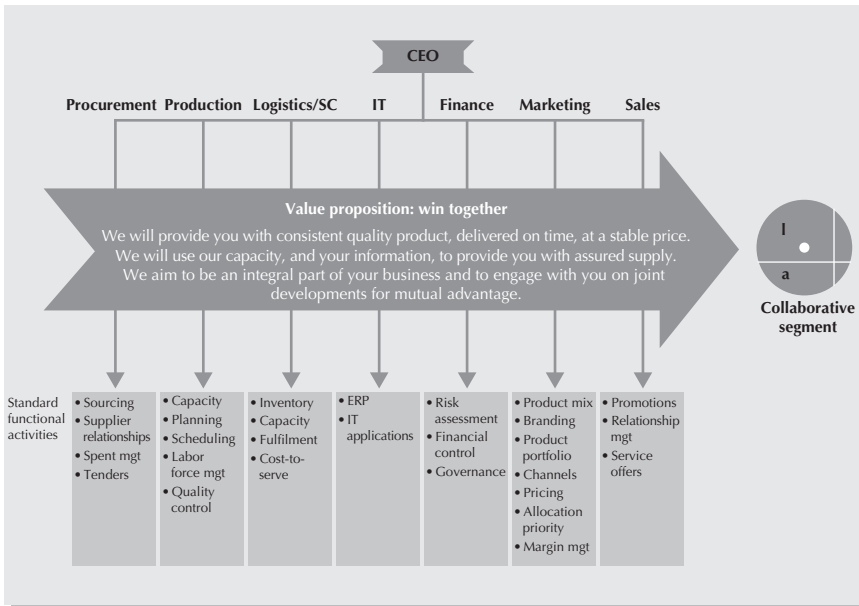 CEO
Procurement Production Logistics/SC IT Finance Marketing Sales
Value proposition: win together
We will provide you with consistent quality product, delivered on time, at a stable price.
We will use our capacity, and your information, to provide you with assured supply.
We aim to be an integral part of your business and to engage with you on joint
developments for mutual advantage.
l
a
Collaborative
segment
Standard
functional
activities
• Sourcing
• Supplier
relationships
• Spent mgt
• Tenders
• Capacity
• Planning
• Scheduling
• Labor
force mgt
• Quality
control
• Inventory
• Capacity
• Fulfilment
• Cost-to-
serve
• ERP
• IT
applications
• Risk
assessment
• Financial
control
• Governance
• Product mix
• Branding
• Product
portfolio
• Channels
• Pricing
• Allocation
priority
• Margin mgt
• Promotions
• Relationship
mgt
• Service
offers